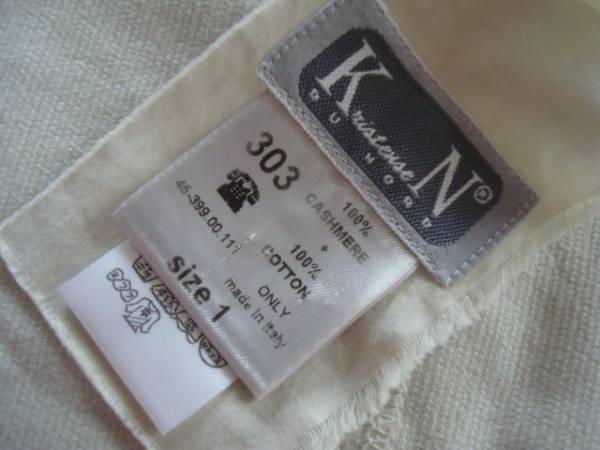 KristenseN®
DU NORD
303
100%
CASHMERE
+
100%
COTTON
46-399.00.111
ONLY
size 1
made in Italy